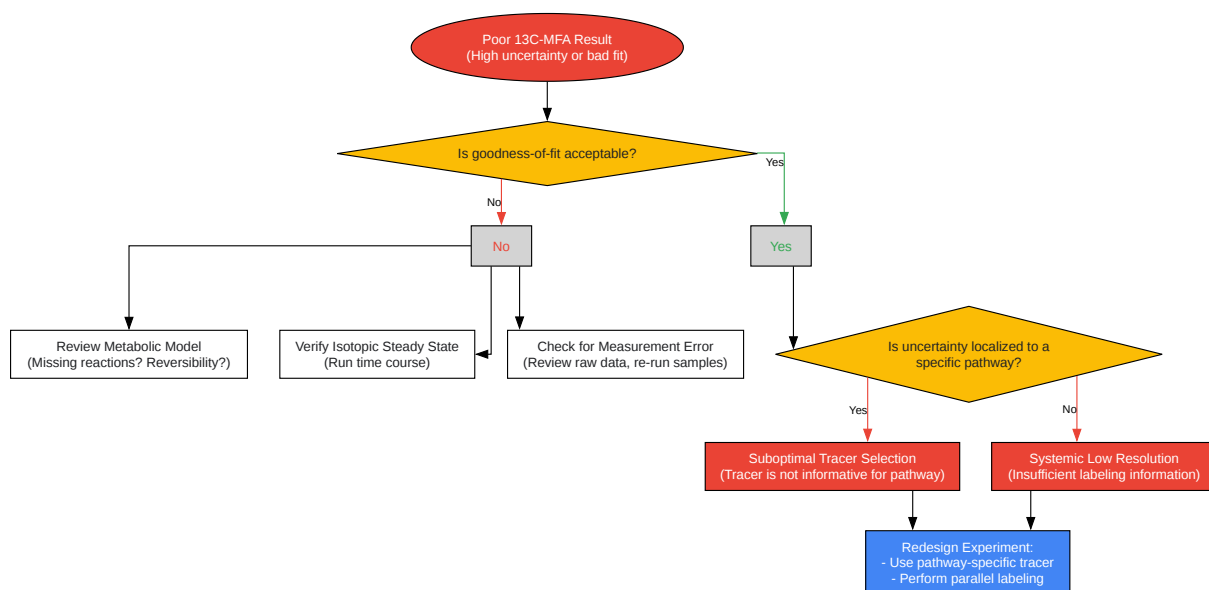 Poor 13C-MFA Result
(High uncertainty or bad fit)
Is goodness-of-fit acceptable?
Yes
No
No
Yes
Review Metabolic Model
(Missing reactions? Reversibility?)
Verify Isotopic Steady State
(Run time course)
Check for Measurement Error
(Review raw data, re-run samples)
Is uncertainty localized to a
specific pathway?
Yes
No
Suboptimal Tracer Selection
(Tracer is not informative for pathway)
Systemic Low Resolution
(Insufficient labeling information)
Redesign Experiment:
- Use pathway-specific tracer
- Perform parallel labeling